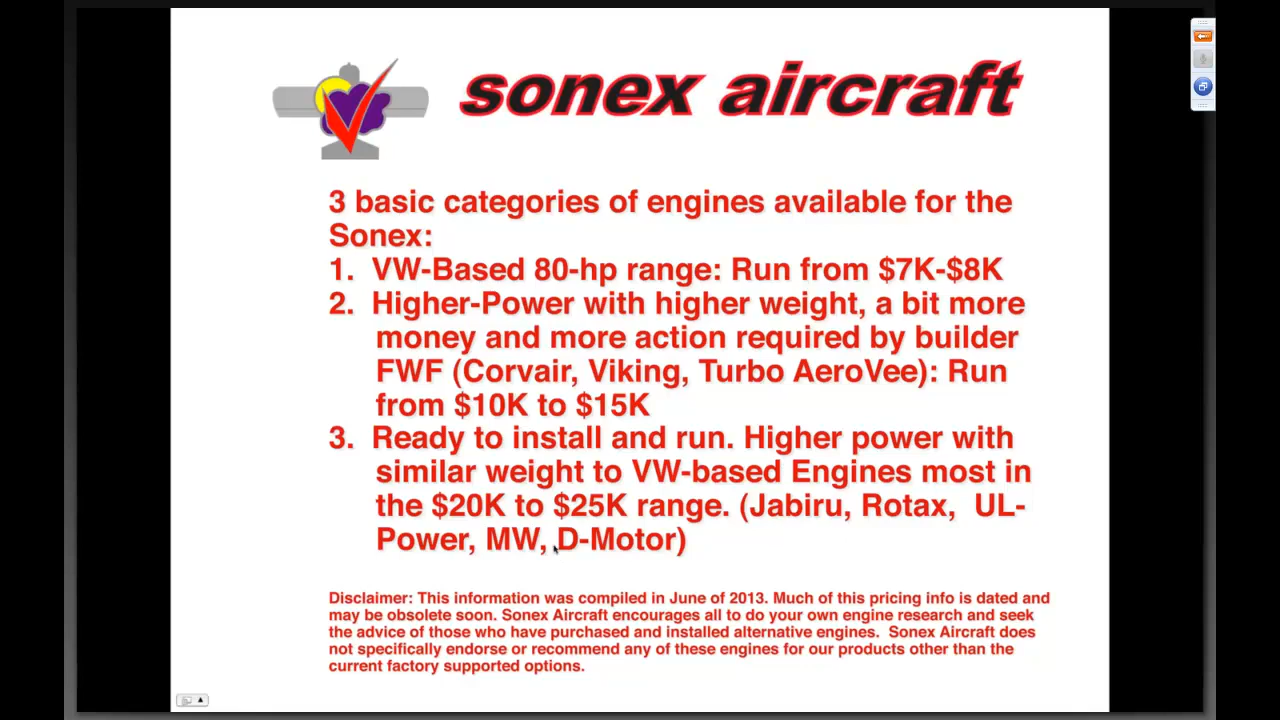 sonex aircraft
3 basic categories of engines available for the
Sonex:
1. VW-Based 80-hp range: Run from $7K-$8K
2. Higher-Power with higher weight, a bit more
money and more action required by builder
FWF (Corvair, Viking, Turbo AeroVee): Run
from $10K to $15K
3. Ready to install and run. Higher power with
similar weight to VW-based Engines most in
the $20K to $25K range. (Jabiru, Rotax, UL-
Power, MW, D-Motor)
Disclaimer: This information was compiled in June of 2013. Much of this pricing info is dated and
may be obsolete soon. Sonex Aircraft encourages all to do your own engine research and seek
the advice of those who have purchased and installed alternative engines. Sonex Aircraft does
not specifically endorse or recommend any of these engines for our products other than the
current factory supported options.